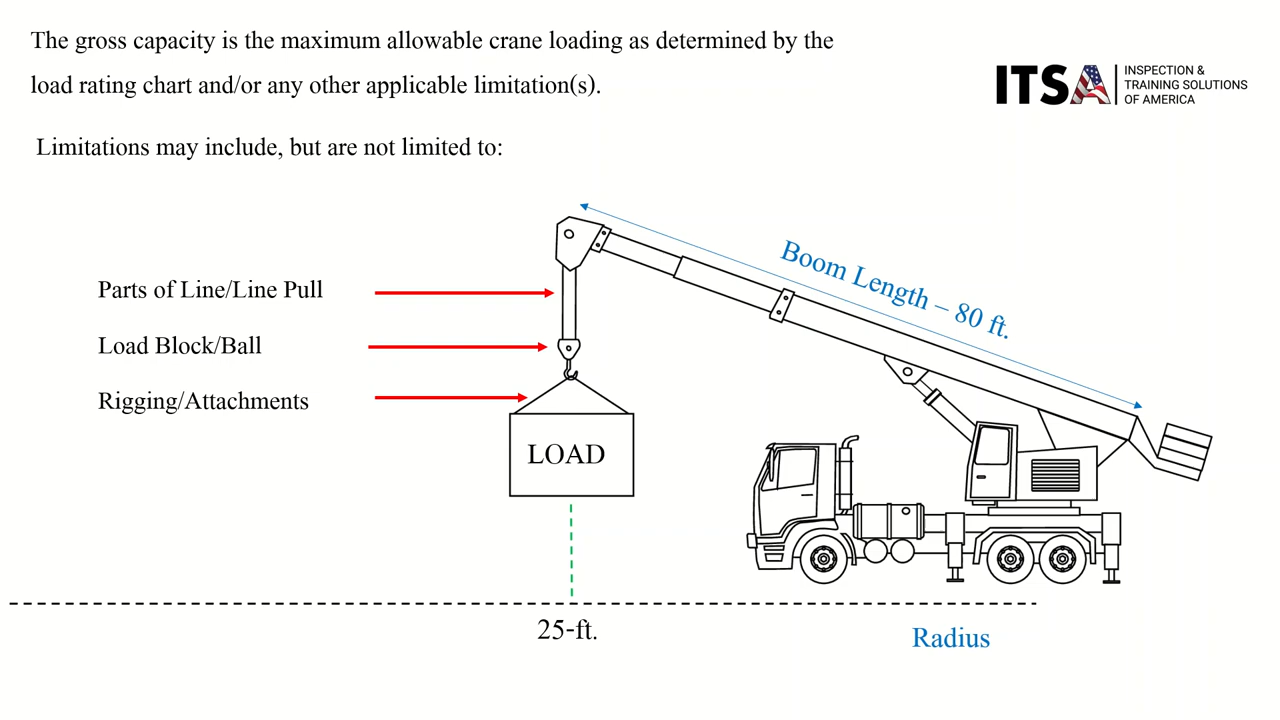 The gross capacity is the maximum allowable crane loading as determined by the
load rating chart and/or any other applicable limitation(s).
ITSA
INSPECTION &
TRAINING SOLUTIONS
OF AMERICA
Limitations may include, but are not limited to:
Boom Length – 80 ft.
Parts of Line/Line Pull
Load Block/Ball
Rigging/Attachments
LOAD
25-ft.
Radius